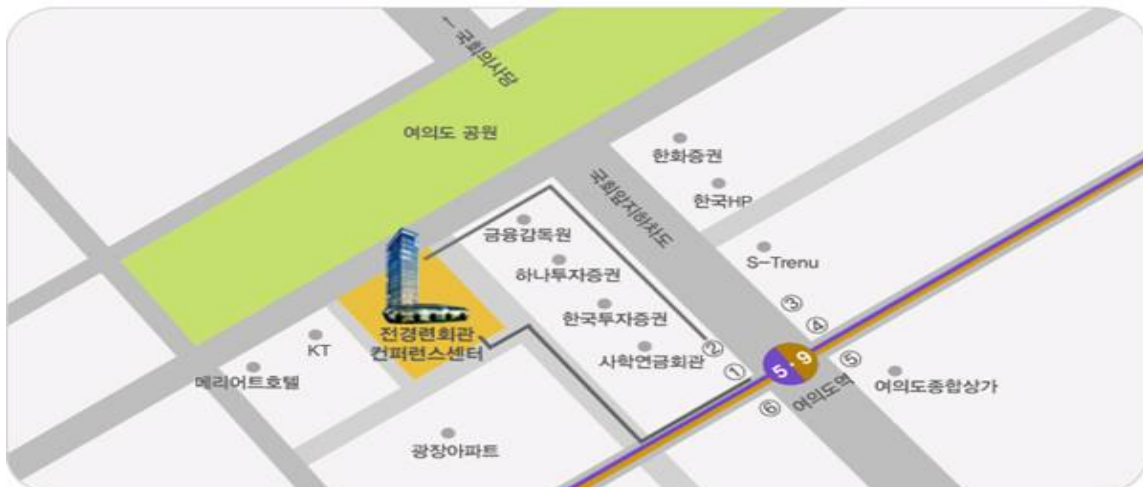 ← 국회의사당
여의도 공원
한화증권
한국HP
국회앞지하차도
금융감독원
하나투자증권
S-Trenu
한국투자증권
사학연금회관
전경련회관
컨퍼런스센터
KT
메리어트호텔
광장아파트
③
④
②
①
5·9
⑤
⑥
여의도역
여의도종합상가